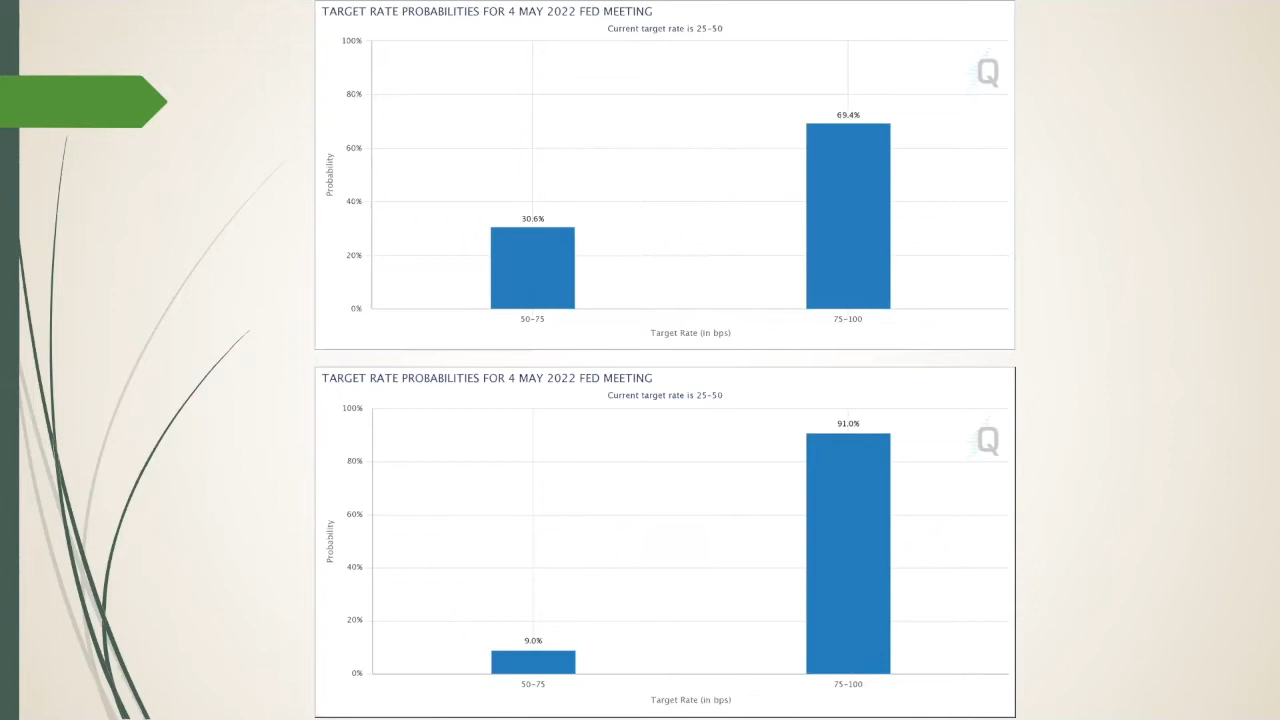 TARGET RATE PROBABILITIES FOR 4 MAY 2022 FED MEETING
Current target rate is 25-50
100%
Q
80%
69.4%
60%
Probability
40%
30.6%
20%
0%
50-75 75-100
Target Rate (in bps)
TARGET RATE PROBABILITIES FOR 4 MAY 2022 FED MEETING
Current target rate is 25-50
100%
91.0%
Q
80%
60%
Probability
40%
20%
9.0%
0%
50-75 75-100
Target Rate (in bps)